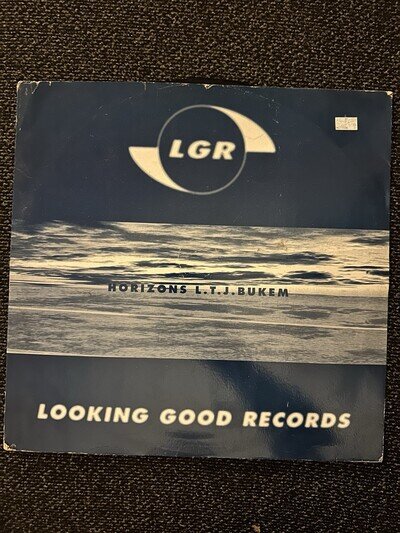 LGR
HORIZONS L.T.J.BUKEM
LOOKING GOOD RECORDS